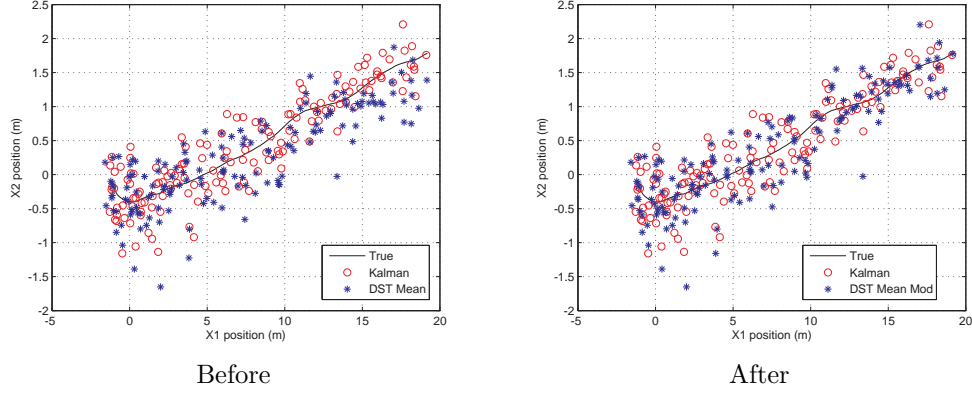 2.5
2
1.5
1
0.5
0
-0.5
-1
-1.5
-2
X2 position (m)
-5 0 5 10 15 20
X1 position (m)
True
Kalman
DST Mean
Before
2.5
2
1.5
1
0.5
0
-0.5
-1
-1.5
-2
X2 position (m)
-5 0 5 10 15 20
X1 position (m)
True
Kalman
DST Mean Mod
After